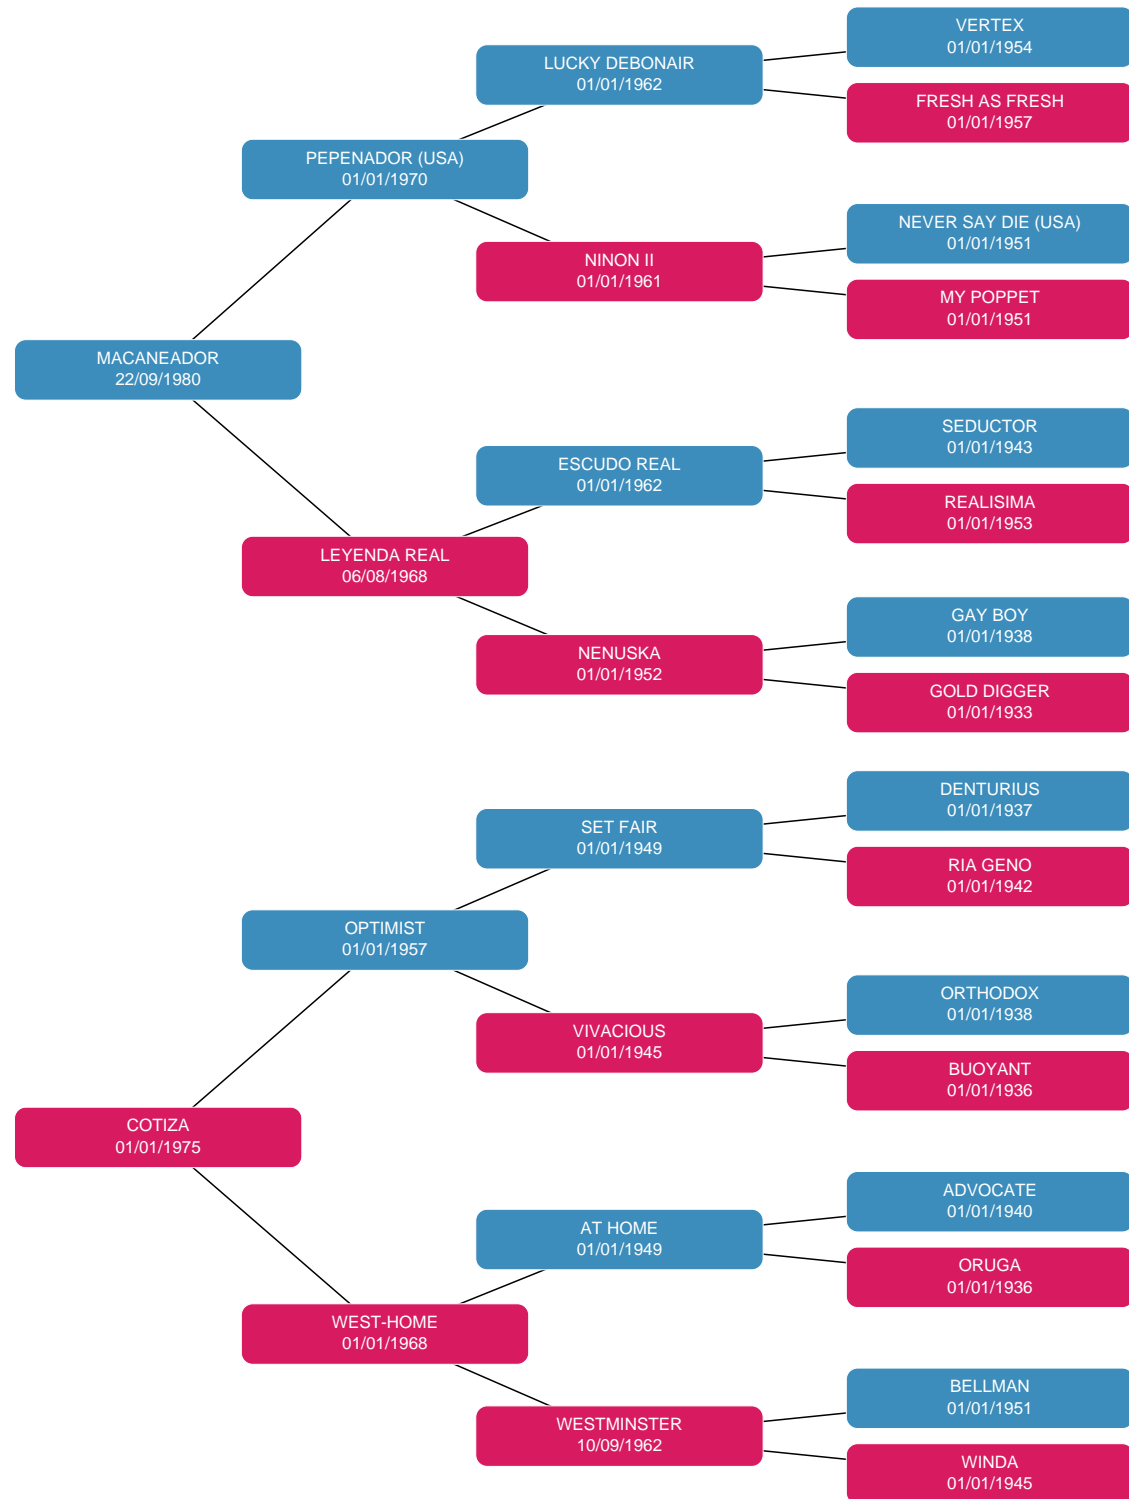 VERTEX
01/01/1954
LUCKY DEBONAIR
01/01/1962
FRESH AS FRESH
01/01/1957
PEPENADOR (USA)
01/01/1970
NEVER SAY DIE (USA)
01/01/1951
NINON II
01/01/1961
MY POPPET
01/01/1951
MACANEADOR
22/09/1980
SEDUCTOR
01/01/1943
ESCUDO REAL
01/01/1962
REALISIMA
01/01/1953
LEYENDA REAL
06/08/1968
GAY BOY
01/01/1938
NENUSKA
01/01/1952
GOLD DIGGER
01/01/1933
DENTURIUS
01/01/1937
SET FAIR
01/01/1949
RIA GENO
01/01/1942
OPTIMIST
01/01/1957
ORTHODOX
01/01/1938
VIVACIOUS
01/01/1945
BUOYANT
01/01/1936
COTIZA
01/01/1975
ADVOCATE
01/01/1940
AT HOME
01/01/1949
ORUGA
01/01/1936
WEST-HOME
01/01/1968
BELLMAN
01/01/1951
WESTMINSTER
10/09/1962
WINDA
01/01/1945